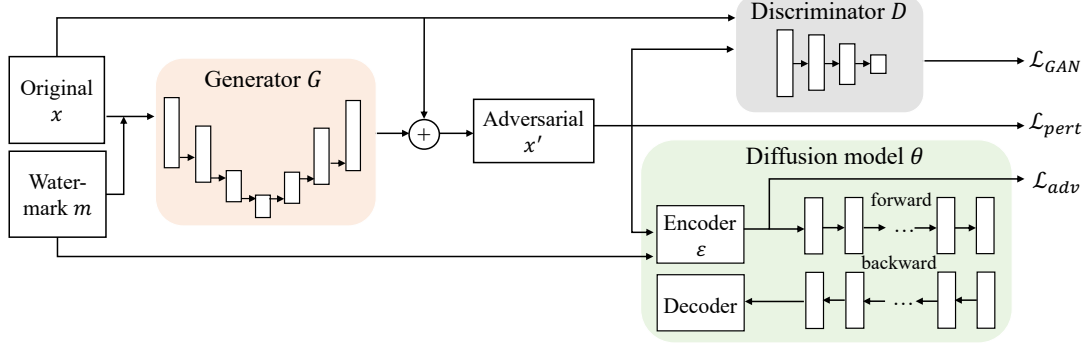 Discriminator D
Original
x
Generator G
ℒ_GAN
+
Adversarial
x′
ℒ_pert
Water-
mark m
Diffusion model θ
ℒ_adv
Encoder
ε
forward
...
backward
Decoder
...